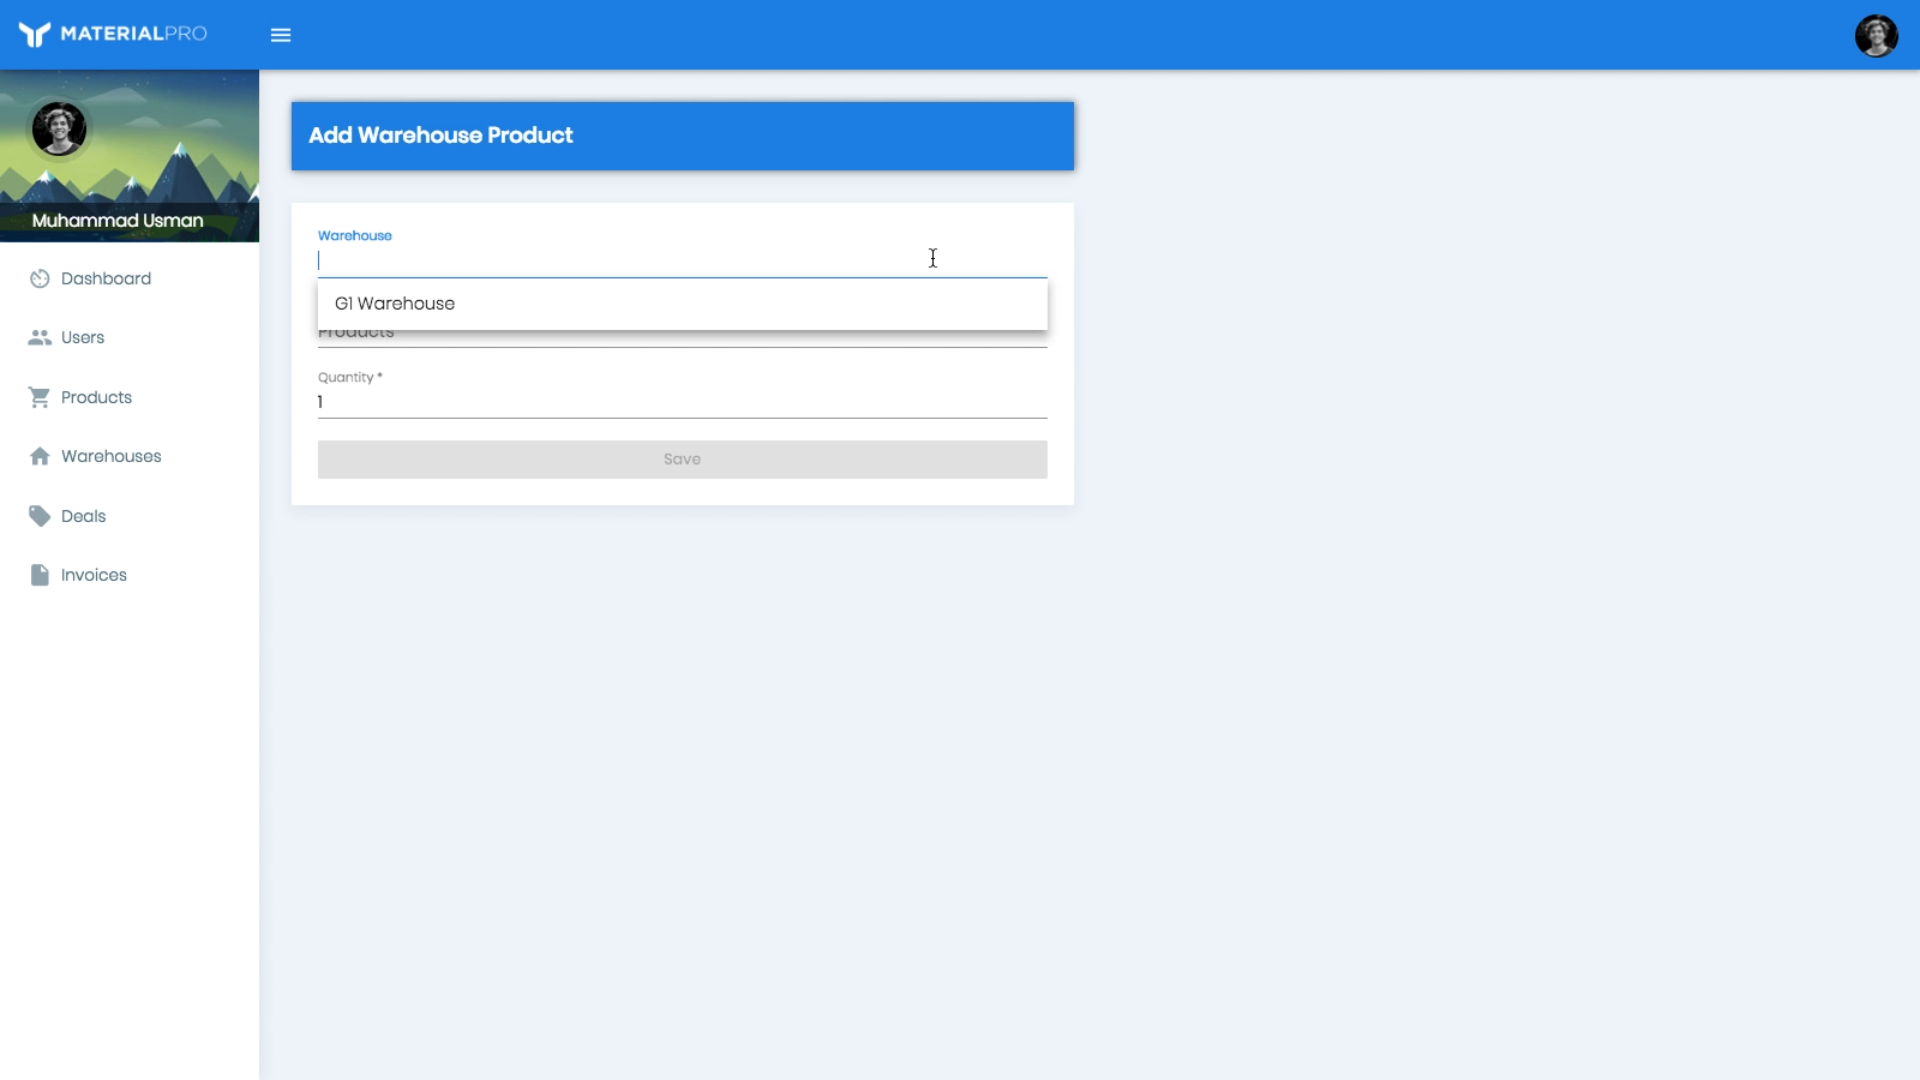 MATERIALPRO
Muhammad Usman
Dashboard
Users
Products
Warehouses
Deals
Invoices
Add Warehouse Product
Warehouse
G1 Warehouse
Products
Quantity *
1
Save